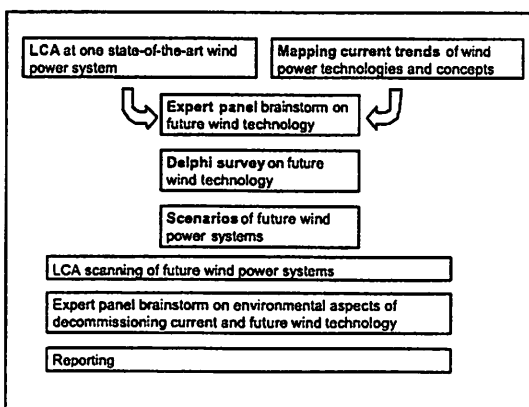 LCA at one state-of-the-art wind
power system
Mapping current trends of wind
power technologies and concepts
Expert panel brainstorm on
future wind technology
Delphi survey on future
wind technology
Scenarios of future wind
power systems
LCA scanning of future wind power systems
Expert panel brainstorm on environmental aspects of
decommissioning current and future wind technology
Reporting